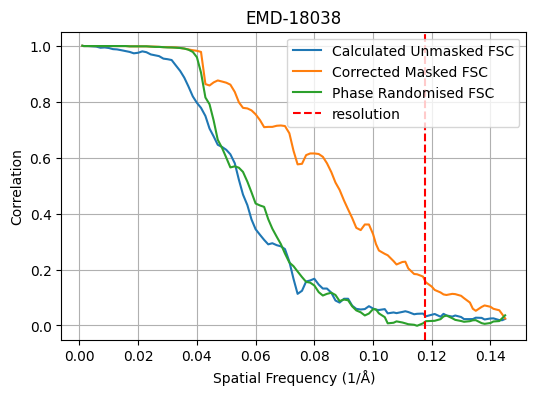 EMD-18038
Calculated Unmasked FSC
Corrected Masked FSC
Phase Randomised FSC
resolution
Correlation
1.0
0.8
0.6
0.4
0.2
0.0
0.00 0.02 0.04 0.06 0.08 0.10 0.12 0.14
Spatial Frequency (1/Å)